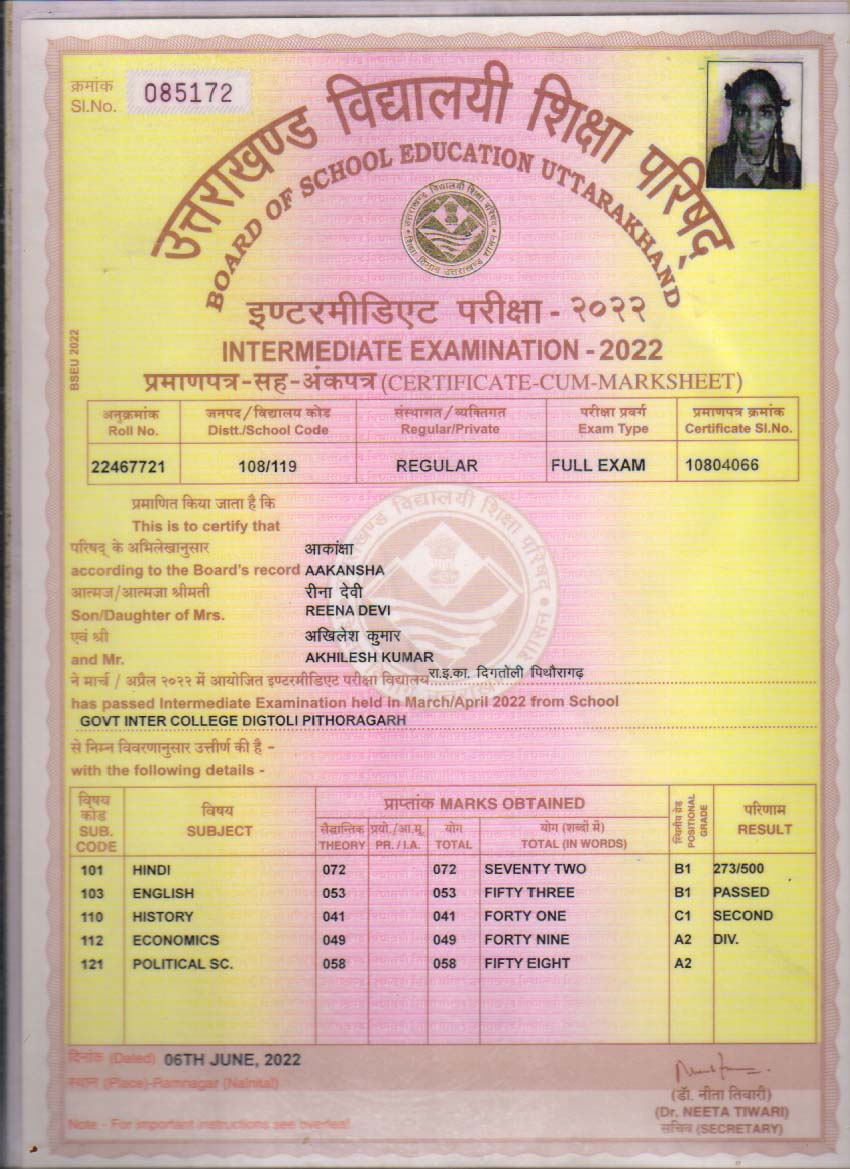 क्रमांक
Sl.No. 085172
उत्तराखण्ड विद्यालयी शिक्षा परिषद्
BOARD OF SCHOOL EDUCATION UTTARAKHAND
इण्टरमीडिएट परीक्षा - २०२२
INTERMEDIATE EXAMINATION - 2022
BSEU 2022
प्रमाणपत्र-सह-अंकपत्र (CERTIFICATE-CUM-MARKSHEET)
अनुक्रमांक जनपद/विद्यालय कोड संस्थागत/व्यक्तिगत परीक्षा प्रवर्ग प्रमाणपत्र क्रमांक
Roll No. Distt./School Code Regular/Private Exam Type Certificate Sl.No.
22467721 108/119 REGULAR FULL EXAM 10804066
प्रमाणित किया जाता है कि
This is to certify that
परिषद् के अभिलेखानुसार आकांक्षा
according to the Board's record AAKANSHA
आत्मज/आत्मजा श्रीमती रीना देवी
Son/Daughter of Mrs. REENA DEVI
एवं श्री अखिलेश कुमार
and Mr. AKHILESH KUMAR
ने मार्च / अप्रैल २०२२ में आयोजित इण्टरमीडिएट परीक्षा विद्यालय रा.इ.का. दिगतोली पिथौरागढ़
has passed Intermediate Examination held in March/April 2022 from School
GOVT INTER COLLEGE DIGTOLI PITHORAGARH
से निम्न विवरणानुसार उत्तीर्ण की है -
with the following details -
विषय कोड SUB. CODE विषय SUBJECT प्राप्तांक MARKS OBTAINED स्थितीय ग्रेड POSITIONAL GRADE परिणाम RESULT
सैद्धान्तिक प्रयो./आ.मू. योग योग (शब्दों में)
THEORY PR. / I.A. TOTAL TOTAL (IN WORDS)
101 HINDI 072 072 SEVENTY TWO B1 273/500
103 ENGLISH 053 053 FIFTY THREE B1 PASSED
110 HISTORY 041 041 FORTY ONE C1 SECOND
112 ECONOMICS 049 049 FORTY NINE A2 DIV.
121 POLITICAL SC. 058 058 FIFTY EIGHT A2
दिनांक (Dated) 06TH JUNE, 2022
स्थान (Place)-Ramnagar (Nainital)
(डॉ. नीता तिवारी)
(Dr. NEETA TIWARI)
सचिव (SECRETARY)
Note - For important instructions see overleaf.